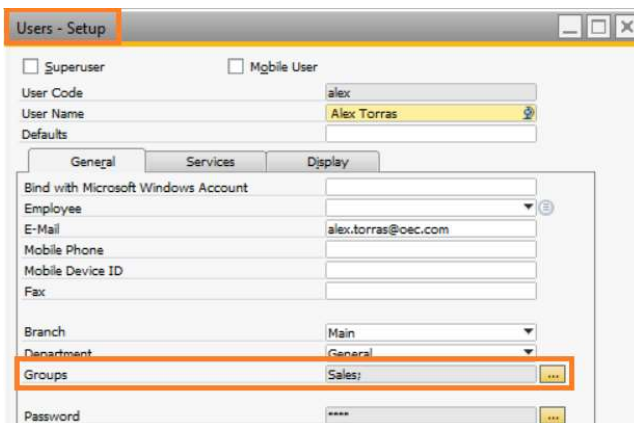 Users - Setup
Superuser Mobile User
User Code alex
User Name Alex Torras
Defaults
General Services Display
Bind with Microsoft Windows Account
Employee
E-Mail alex.torras@oec.com
Mobile Phone
Mobile Device ID
Fax
Branch Main
Department General
Groups Sales; ...
Password **** ...